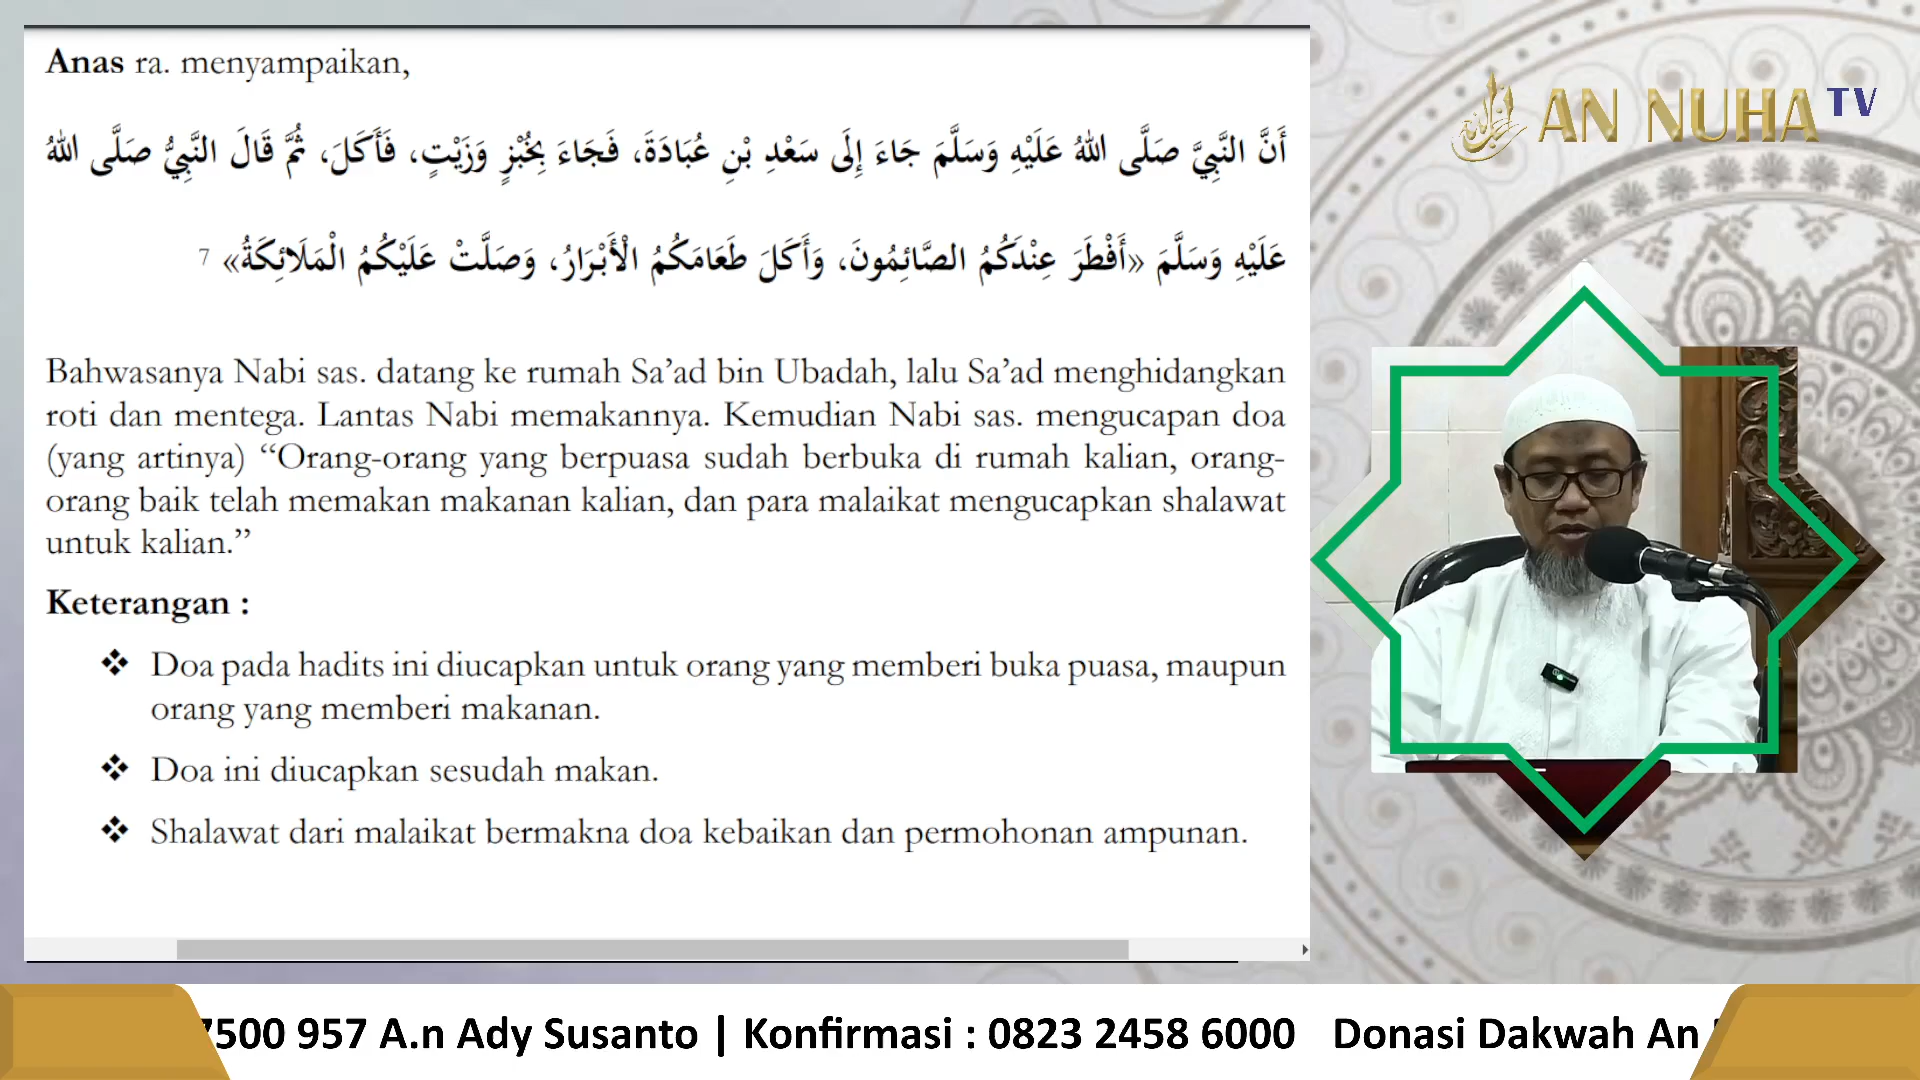 Anas ra. menyampaikan,
أَنَّ النَّبِيَّ صَلَّى اللهُ عَلَيْهِ وَسَلَّمَ جَاءَ إِلَى سَعْدِ بْنِ عُبَادَةَ، فَجَاءَ بِخُبْزٍ وَزَيْتٍ، فَأَكَلَ، ثُمَّ قَالَ النَّبِيُّ صَلَّى اللهُ
عَلَيْهِ وَسَلَّمَ «أَفْطَرَ عِنْدَكُمُ الصَّائِمُونَ، وَأَكَلَ طَعَامَكُمُ الْأَبْرَارُ، وَصَلَّتْ عَلَيْكُمُ الْمَلَائِكَةُ» 7
Bahwasanya Nabi sas. datang ke rumah Sa’ad bin Ubadah, lalu Sa’ad menghidangkan
roti dan mentega. Lantas Nabi memakannya. Kemudian Nabi sas. mengucapan doa
(yang artinya) “Orang-orang yang berpuasa sudah berbuka di rumah kalian, orang-
orang baik telah memakan makanan kalian, dan para malaikat mengucapkan shalawat
untuk kalian.”
Keterangan :
❖ Doa pada hadits ini diucapkan untuk orang yang memberi buka puasa, maupun
orang yang memberi makanan.
❖ Doa ini diucapkan sesudah makan.
❖ Shalawat dari malaikat bermakna doa kebaikan dan permohonan ampunan.
AN NUHA TV
7500 957 A.n Ady Susanto | Konfirmasi : 0823 2458 6000 Donasi Dakwah An